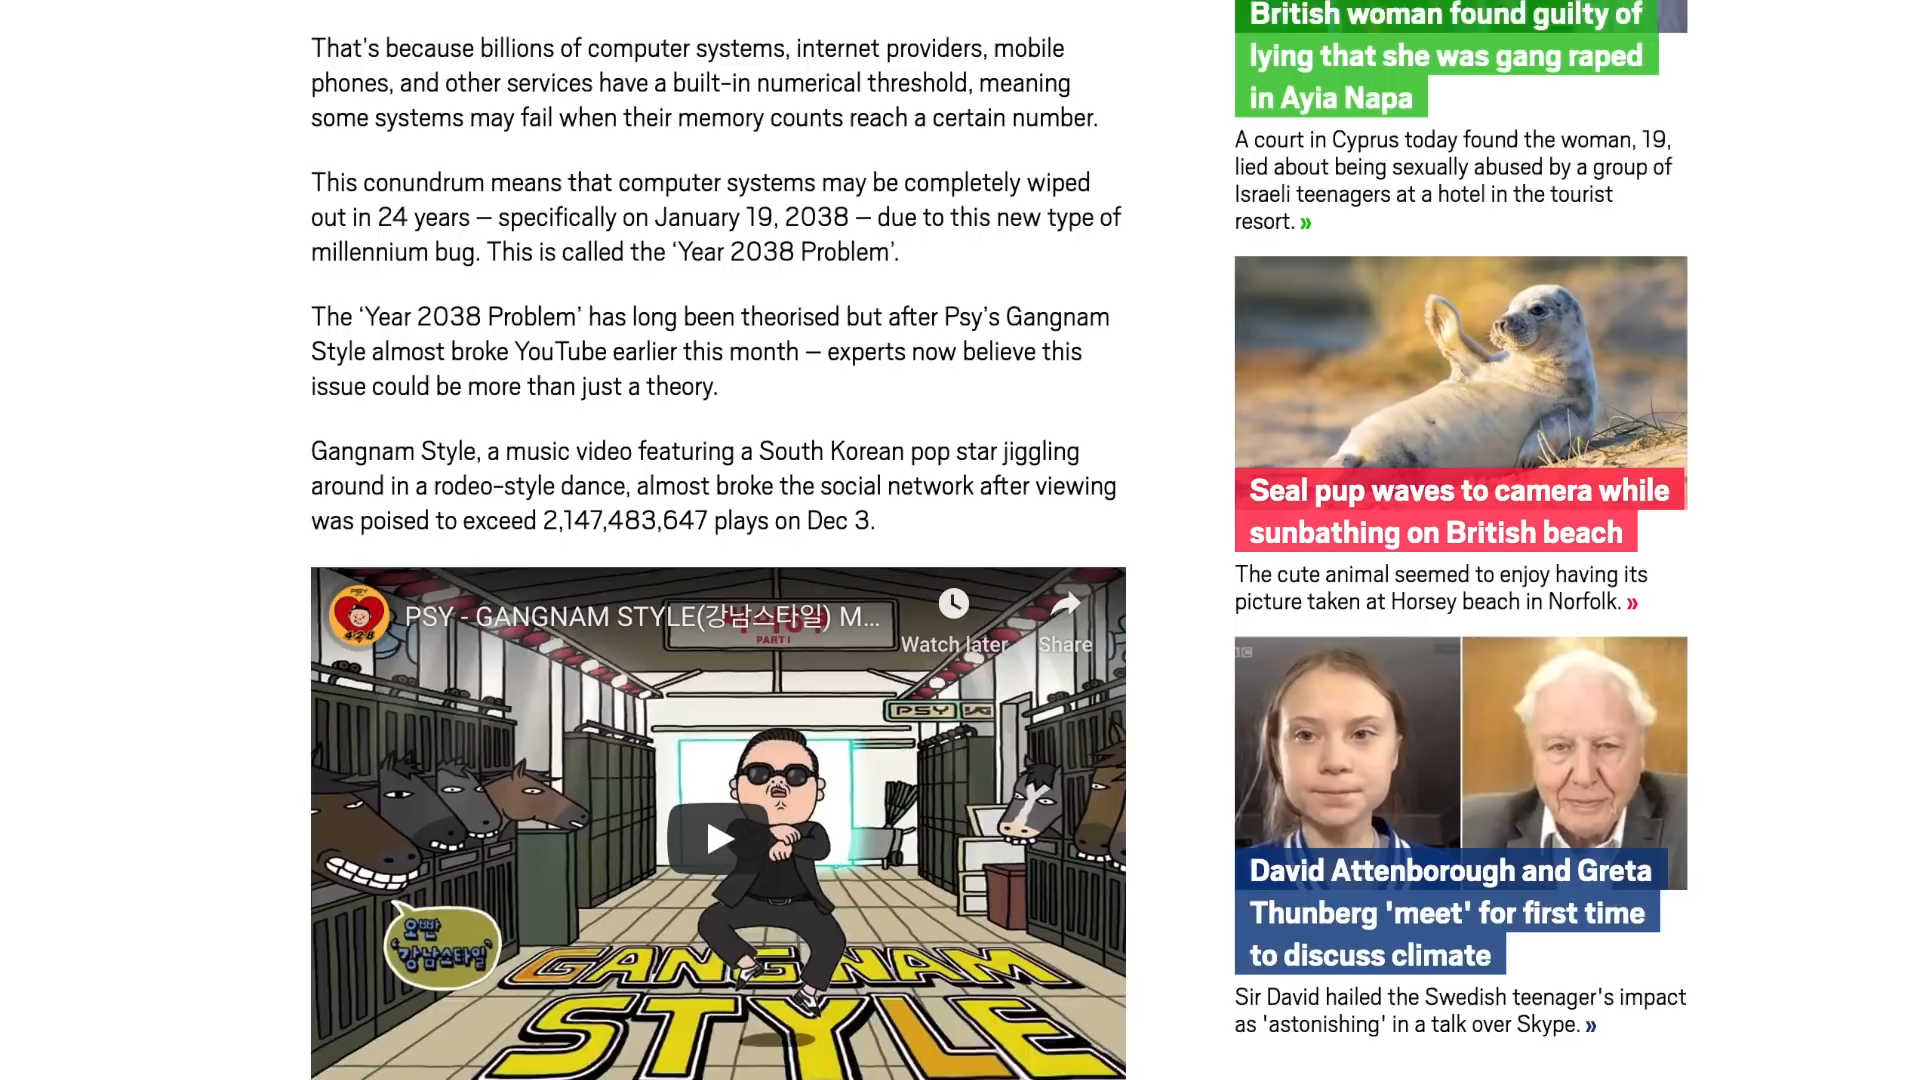 That’s because billions of computer systems, internet providers, mobile
phones, and other services have a built-in numerical threshold, meaning
some systems may fail when their memory counts reach a certain number.
This conundrum means that computer systems may be completely wiped
out in 24 years – specifically on January 19, 2038 – due to this new type of
millennium bug. This is called the ‘Year 2038 Problem’.
The ‘Year 2038 Problem’ has long been theorised but after Psy’s Gangnam
Style almost broke YouTube earlier this month – experts now believe this
issue could be more than just a theory.
Gangnam Style, a music video featuring a South Korean pop star jiggling
around in a rodeo-style dance, almost broke the social network after viewing
was poised to exceed 2,147,483,647 plays on Dec 3.
PSY - GANGNAM STYLE(강남스타일) M...
Watch later
Share
PART 1
PSY
오빤
‘강남스타일’
GANGNAM
STYLE
British woman found guilty of
lying that she was gang raped
in Ayia Napa
A court in Cyprus today found the woman, 19,
lied about being sexually abused by a group of
Israeli teenagers at a hotel in the tourist
resort. »
Seal pup waves to camera while
sunbathing on British beach
The cute animal seemed to enjoy having its
picture taken at Horsey beach in Norfolk. »
David Attenborough and Greta
Thunberg 'meet' for first time
to discuss climate
Sir David hailed the Swedish teenager's impact
as 'astonishing' in a talk over Skype. »